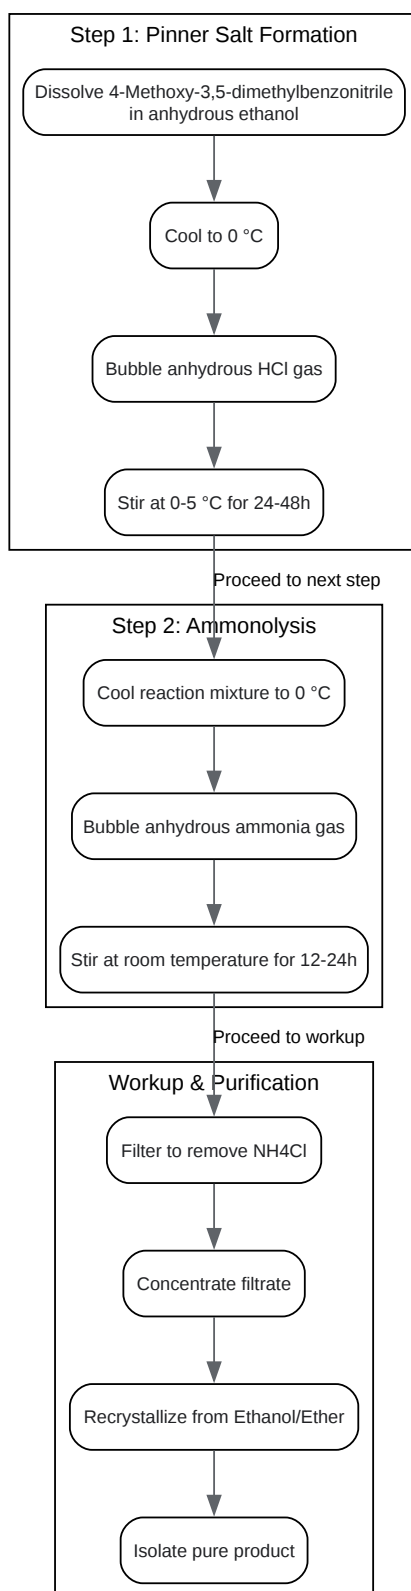 Step 1: Pinner Salt Formation
Dissolve 4-Methoxy-3,5-dimethylbenzonitrile
in anhydrous ethanol
Cool to 0 °C
Bubble anhydrous HCl gas
Stir at 0-5 °C for 24-48h
Proceed to next step
Step 2: Ammonolysis
Cool reaction mixture to 0 °C
Bubble anhydrous ammonia gas
Stir at room temperature for 12-24h
Proceed to workup
Workup & Purification
Filter to remove NH4Cl
Concentrate filtrate
Recrystallize from Ethanol/Ether
Isolate pure product